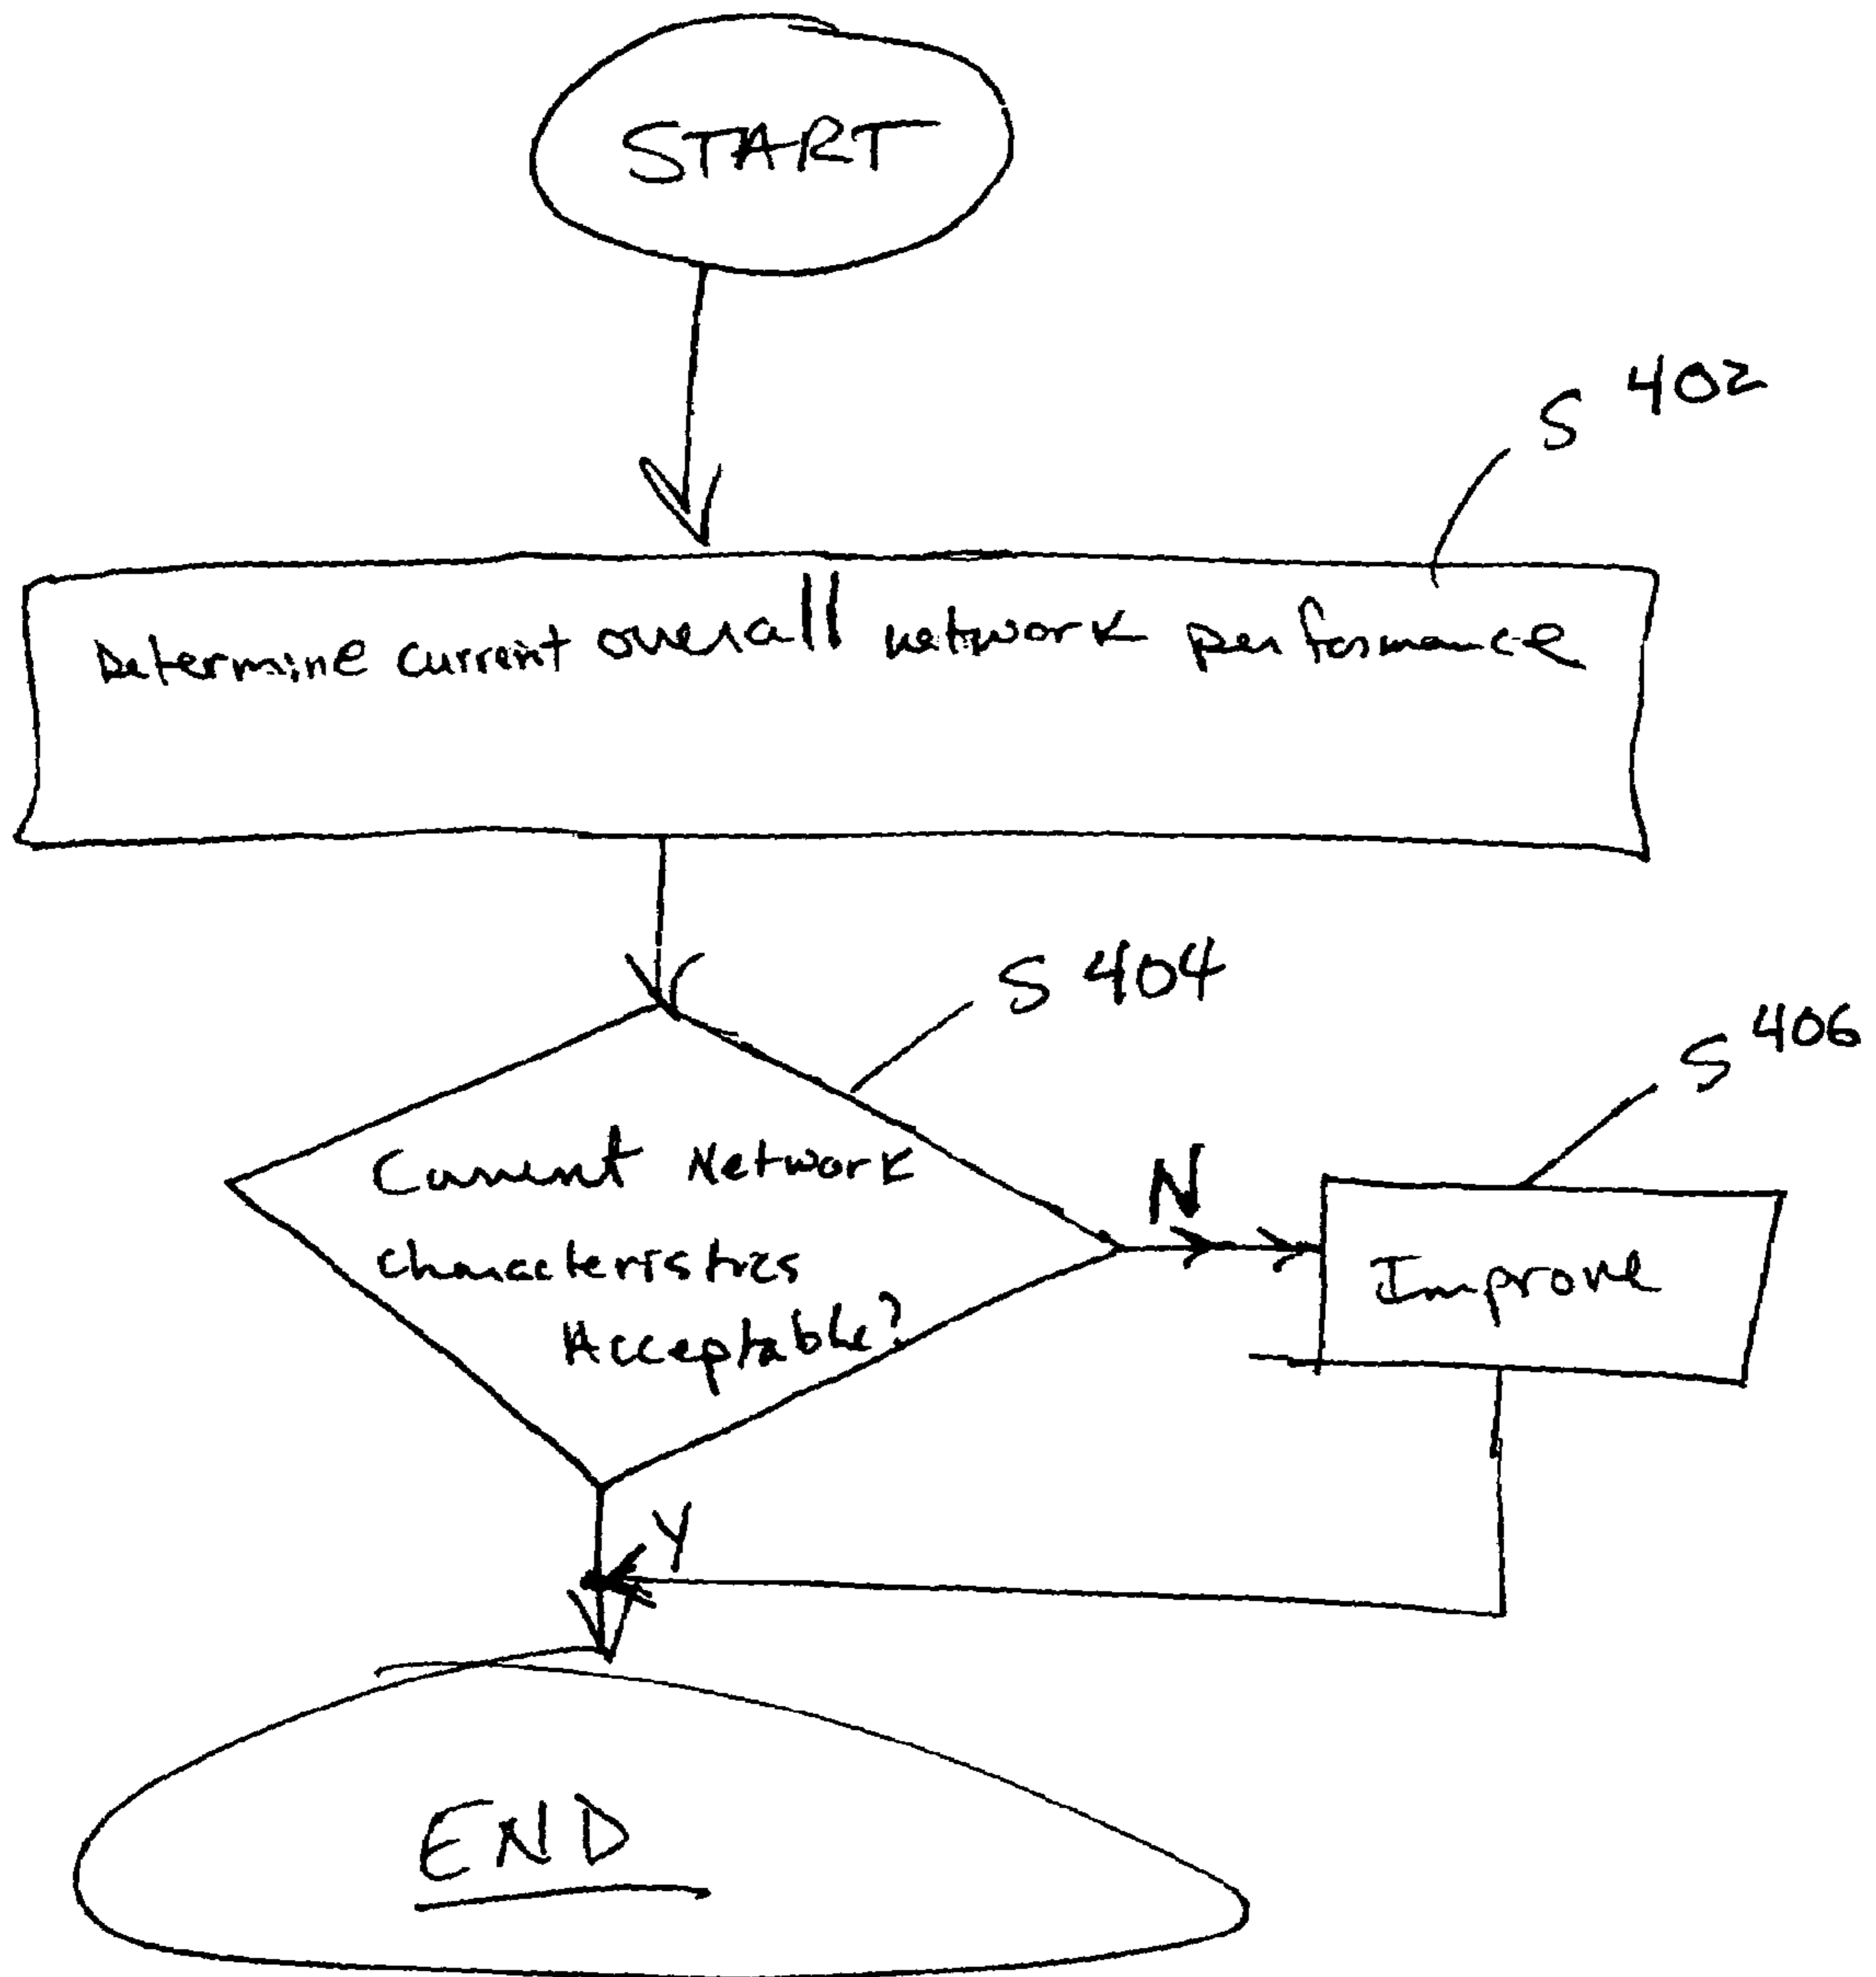 START
S 402
Determine current overall network performance
S 404
S 406
Current Network
characteristics
Acceptable?
N
Improve
Y
END